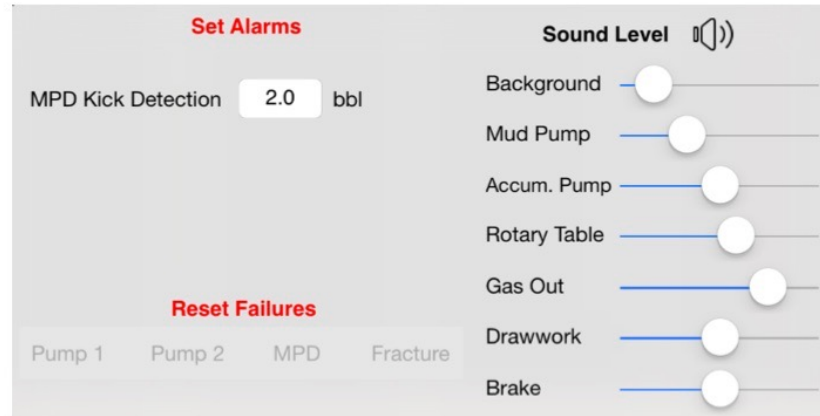 Set Alarms
MPD Kick Detection 2.0 bbl
Reset Failures
Pump 1 Pump 2 MPD Fracture
Sound Level
Background
Mud Pump
Accum. Pump
Rotary Table
Gas Out
Drawwork
Brake